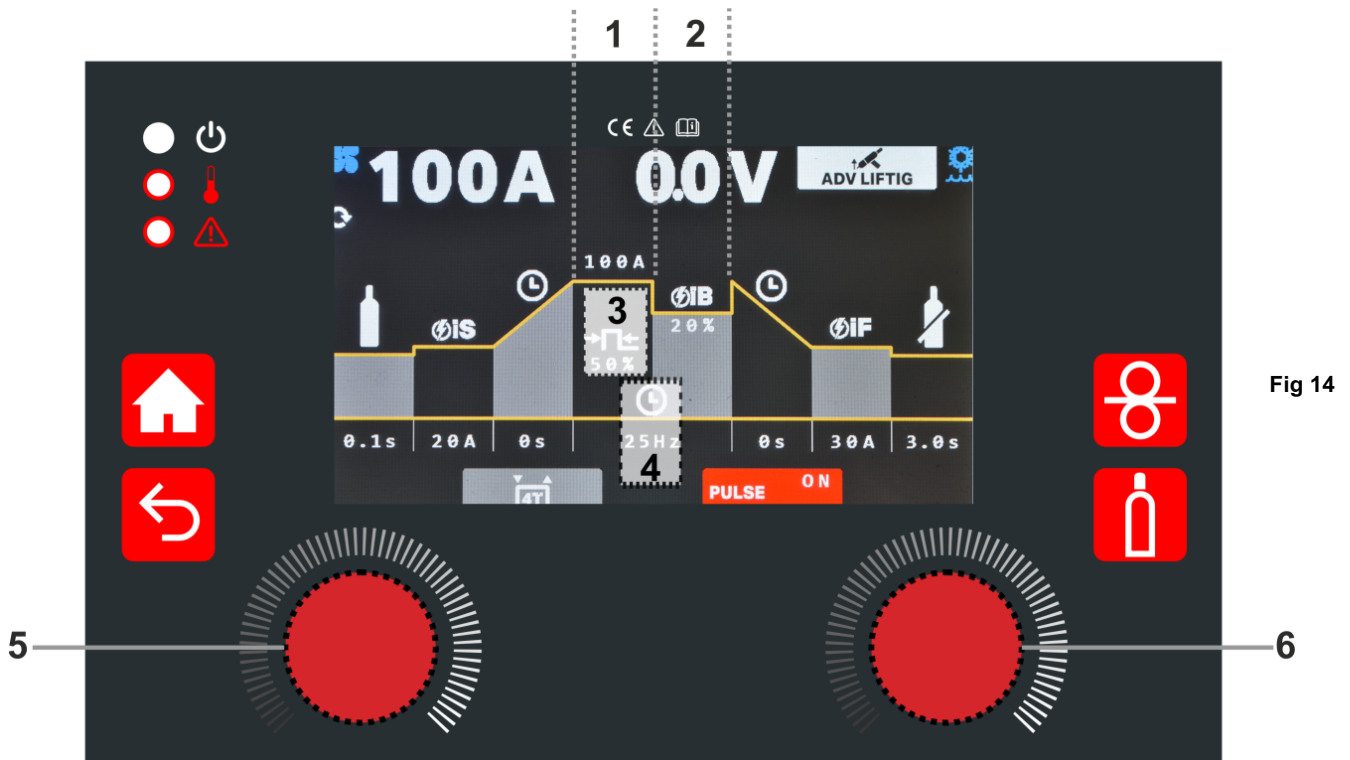 1 2
CE
100A 0.0V ADV LIFTIG
100A
3 iB
iS 20% iF
50%
Fig 14
0.1s 20A 0s 25Hz 0s 30A 3.0s
4
4T PULSE ON
5 6